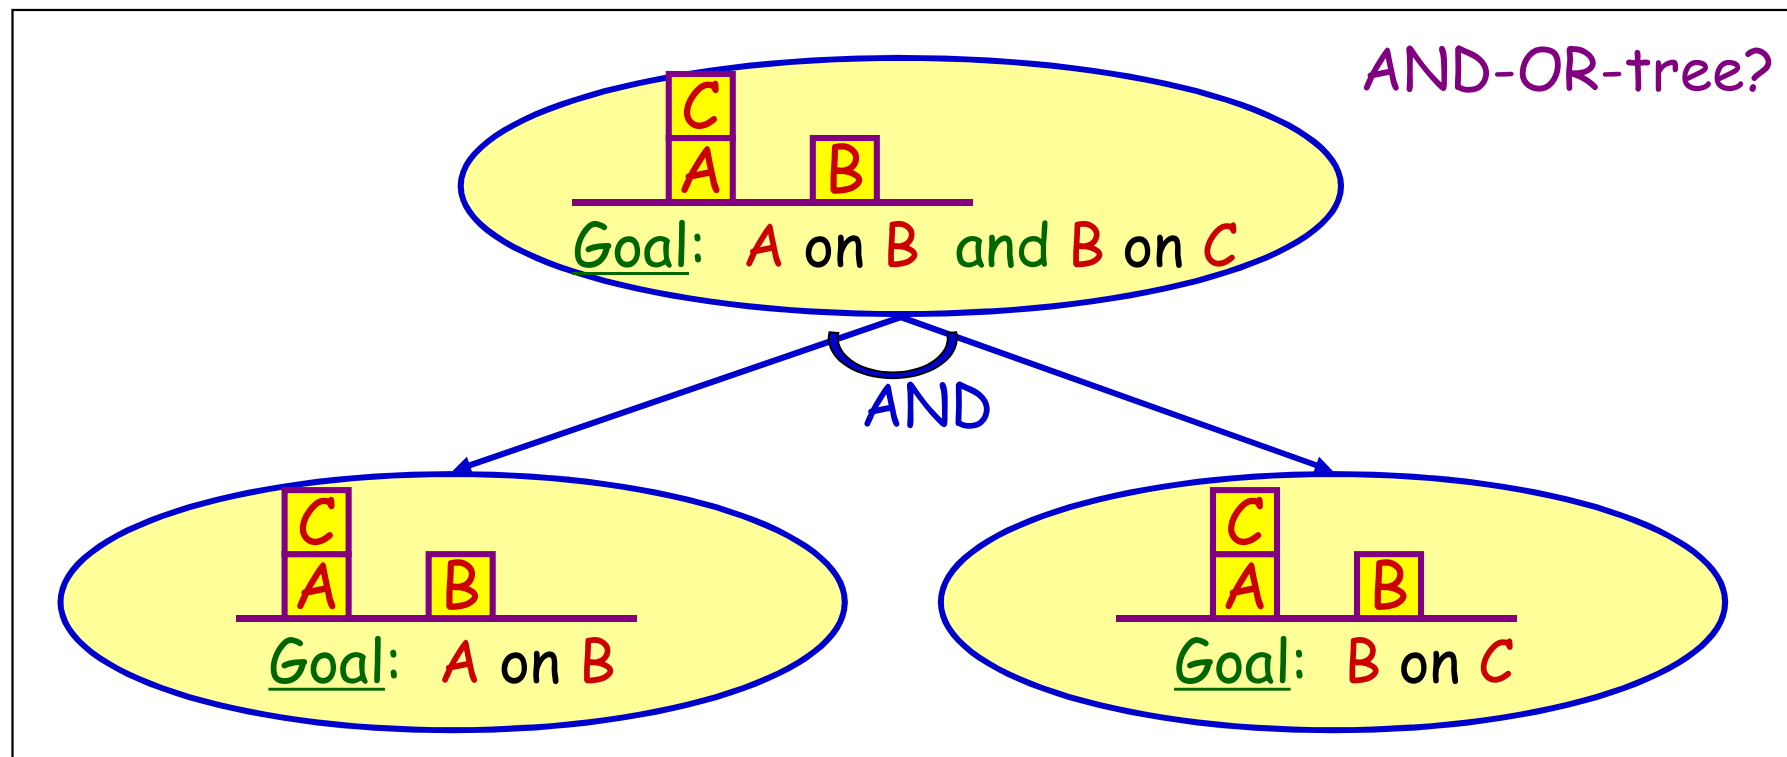 AND-OR-tree?
C
A B
Goal: A on B and B on C
AND
C
A B
Goal: A on B
C
A B
Goal: B on C